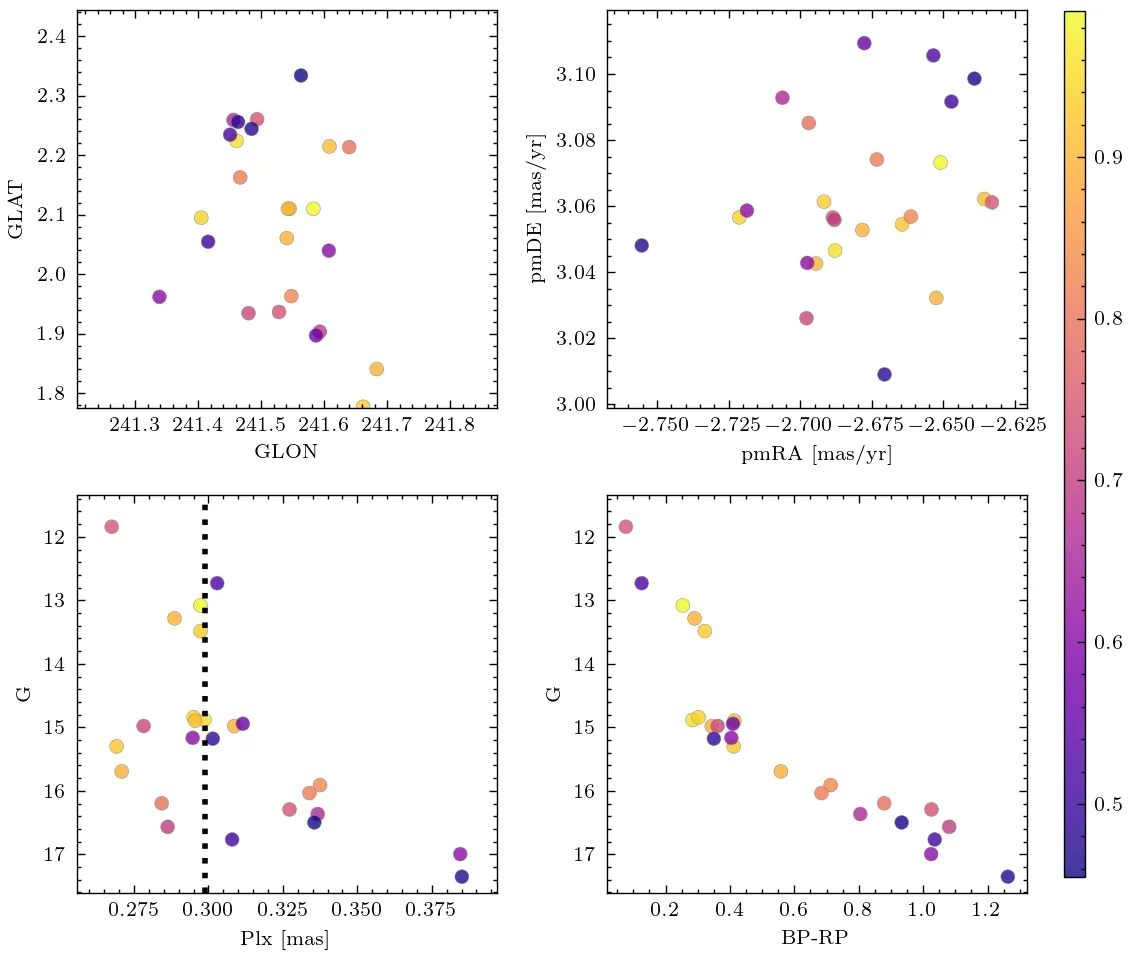 2.4
2.3
2.2
2.1
2.0
1.9
1.8
GLAT
241.3 241.4 241.5 241.6 241.7 241.8
GLON
3.10
3.08
3.06
3.04
3.02
3.00
pmDE [mas/yr]
−2.750 −2.725 −2.700 −2.675 −2.650 −2.625
pmRA [mas/yr]
12
13
14
15
16
17
G
0.275 0.300 0.325 0.350 0.375
Plx [mas]
12
13
14
15
16
17
G
0.2 0.4 0.6 0.8 1.0 1.2
BP-RP
0.9
0.8
0.7
0.6
0.5